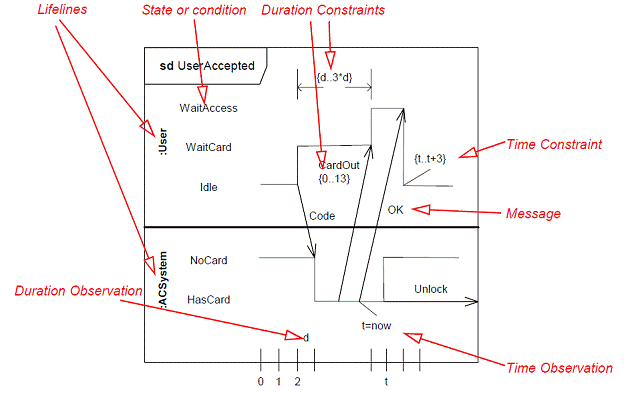 Lifelines
State or condition
Duration Constraints
sd UserAccepted
{d..3*d}
:User
WaitAccess
WaitCard
Idle
CardOut
{0..13}
Code
{t..t+3}
Time Constraint
OK
Message
:ACSystem
NoCard
HasCard
Unlock
Duration Observation
t=now
d
Time Observation
0 1 2 t